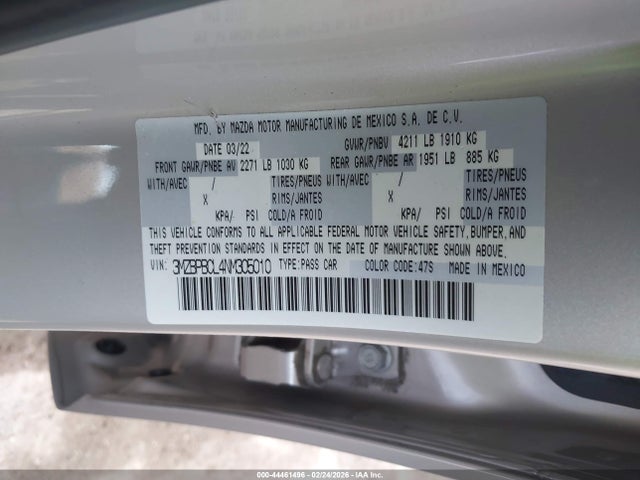 MFD. BY MAZDA MOTOR MANUFACTURING DE MEXICO S.A. DE C.V.
DATE 03/22 GVWR/PNBV 4211 LB 1910 KG
FRONT GAWR/PNBE AV 2271 LB 1030 KG REAR GAWR/PNBE AR 1951 LB 885 KG
WITH/AVEC / TIRES/PNEUS WITH/AVEC / TIRES/PNEUS
X RIMS/JANTES X RIMS/JANTES
KPA/ PSI COLD/A FROID KPA/ PSI COLD/A FROID
THIS VEHICLE CONFORMS TO ALL APPLICABLE FEDERAL MOTOR VEHICLE SAFETY, BUMPER, AND
THEFT PREVENTION STANDARDS IN EFFECT ON THE DATE OF MANUFACTURE SHOWN ABOVE.
VIN: 3MZBPBCL4NM305010 TYPE:PASS CAR COLOR CODE:47S MADE IN MEXICO
000-44461496 - 02/24/2026 - IAAI, Inc.